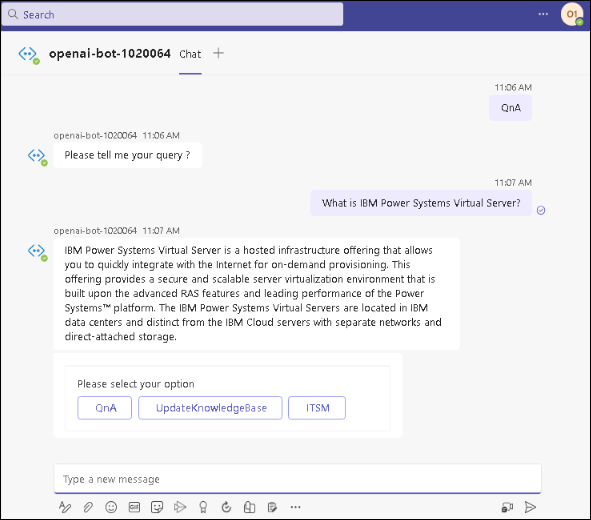 Search
O1
openai-bot-1020064 Chat
11:06 AM
QnA
openai-bot-1020064 11:06 AM
Please tell me your query ?
11:07 AM
What is IBM Power Systems Virtual Server?
openai-bot-1020064 11:07 AM
IBM Power Systems Virtual Server is a hosted infrastructure offering that allows
you to quickly integrate with the Internet for on-demand provisioning. This
offering provides a secure and scalable server virtualization environment that is
built upon the advanced RAS features and leading performance of the Power
Systems™ platform. The IBM Power Systems Virtual Servers are located in IBM
data centers and distinct from the IBM Cloud servers with separate networks and
direct-attached storage.
Please select your option
QnA UpdateKnowledgeBase ITSM
Type a new message
GIF